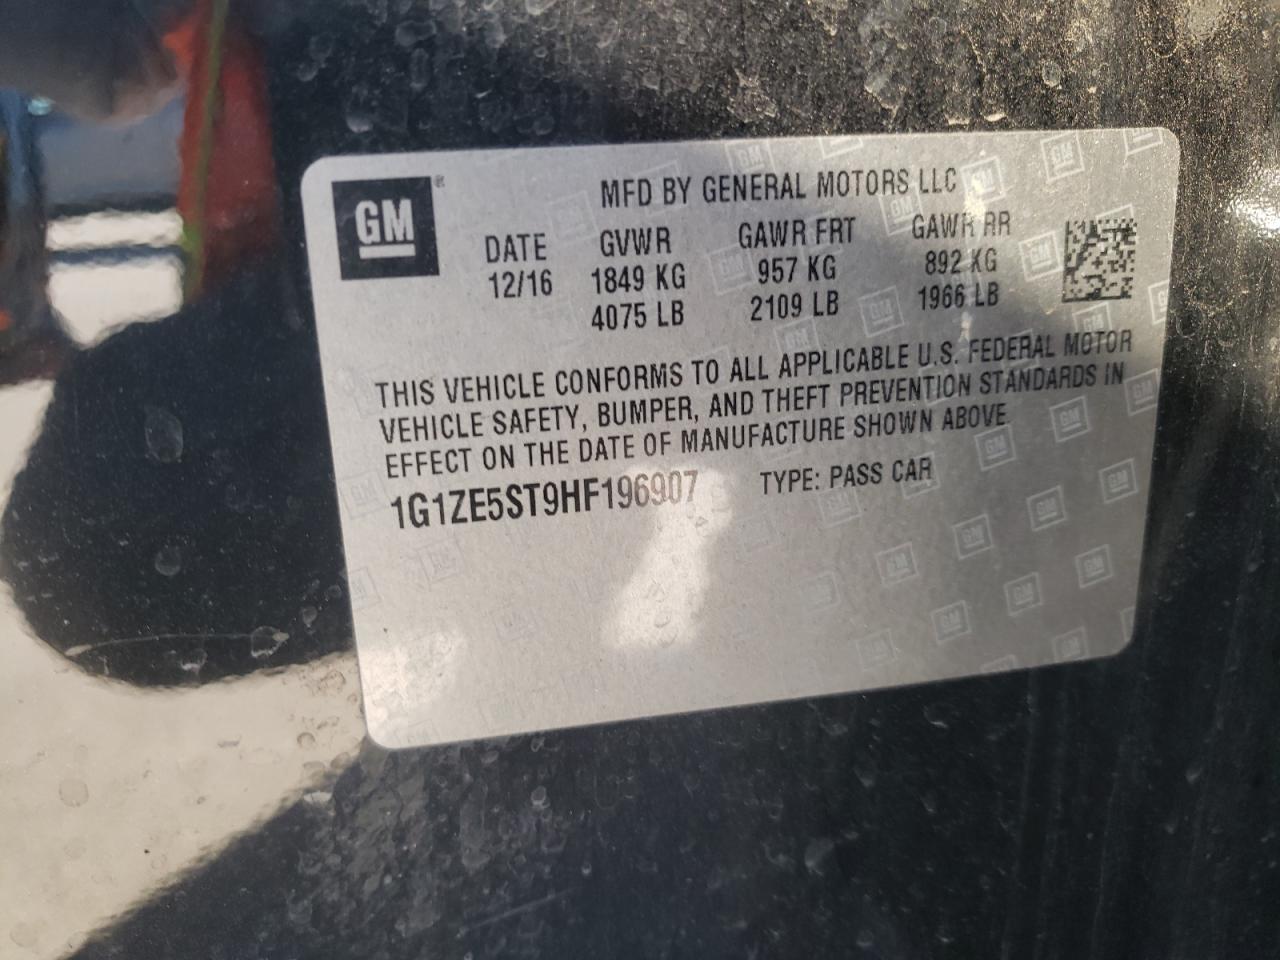 GM ®
MFD BY GENERAL MOTORS LLC
DATE GVWR GAWR FRT GAWR RR
12/16 1849 KG 957 KG 892 KG
4075 LB 2109 LB 1966 LB
THIS VEHICLE CONFORMS TO ALL APPLICABLE U.S. FEDERAL MOTOR
VEHICLE SAFETY, BUMPER, AND THEFT PREVENTION STANDARDS IN
EFFECT ON THE DATE OF MANUFACTURE SHOWN ABOVE.
1G1ZE5ST9HF196907 TYPE: PASS CAR